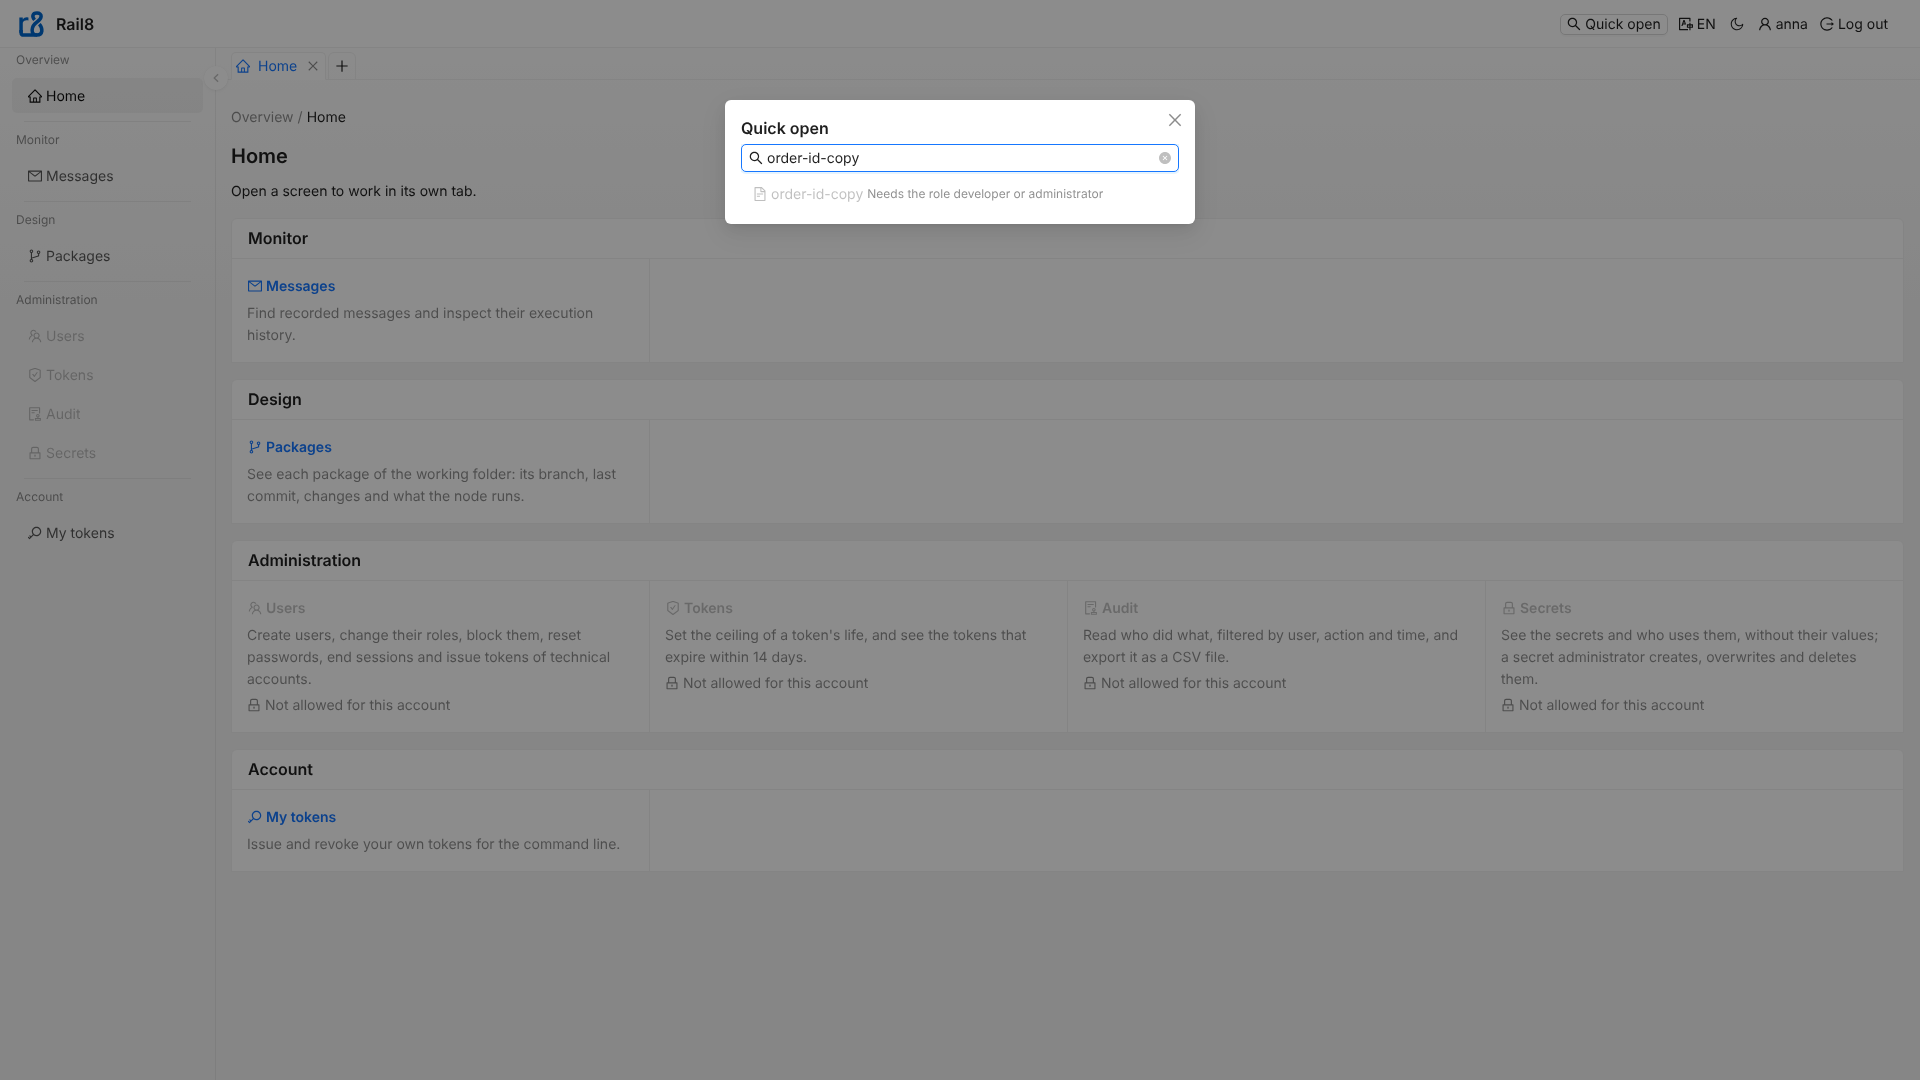 Rail8
Quick open
EN
anna
Log out
Overview
Home
Monitor
Messages
Design
Packages
Administration
Users
Tokens
Audit
Secrets
Account
My tokens
Home
Overview / Home
Home
Open a screen to work in its own tab.
Quick open
order-id-copy
order-id-copy Needs the role developer or administrator
Monitor
Messages
Find recorded messages and inspect their execution
history.
Design
Packages
See each package of the working folder: its branch, last
commit, changes and what the node runs.
Administration
Users
Create users, change their roles, block them, reset
passwords, end sessions and issue tokens of technical
accounts.
Not allowed for this account
Tokens
Set the ceiling of a token's life, and see the tokens that
expire within 14 days.
Not allowed for this account
Audit
Read who did what, filtered by user, action and time, and
export it as a CSV file.
Not allowed for this account
Secrets
See the secrets and who uses them, without their values;
a secret administrator creates, overwrites and deletes
them.
Not allowed for this account
Account
My tokens
Issue and revoke your own tokens for the command line.